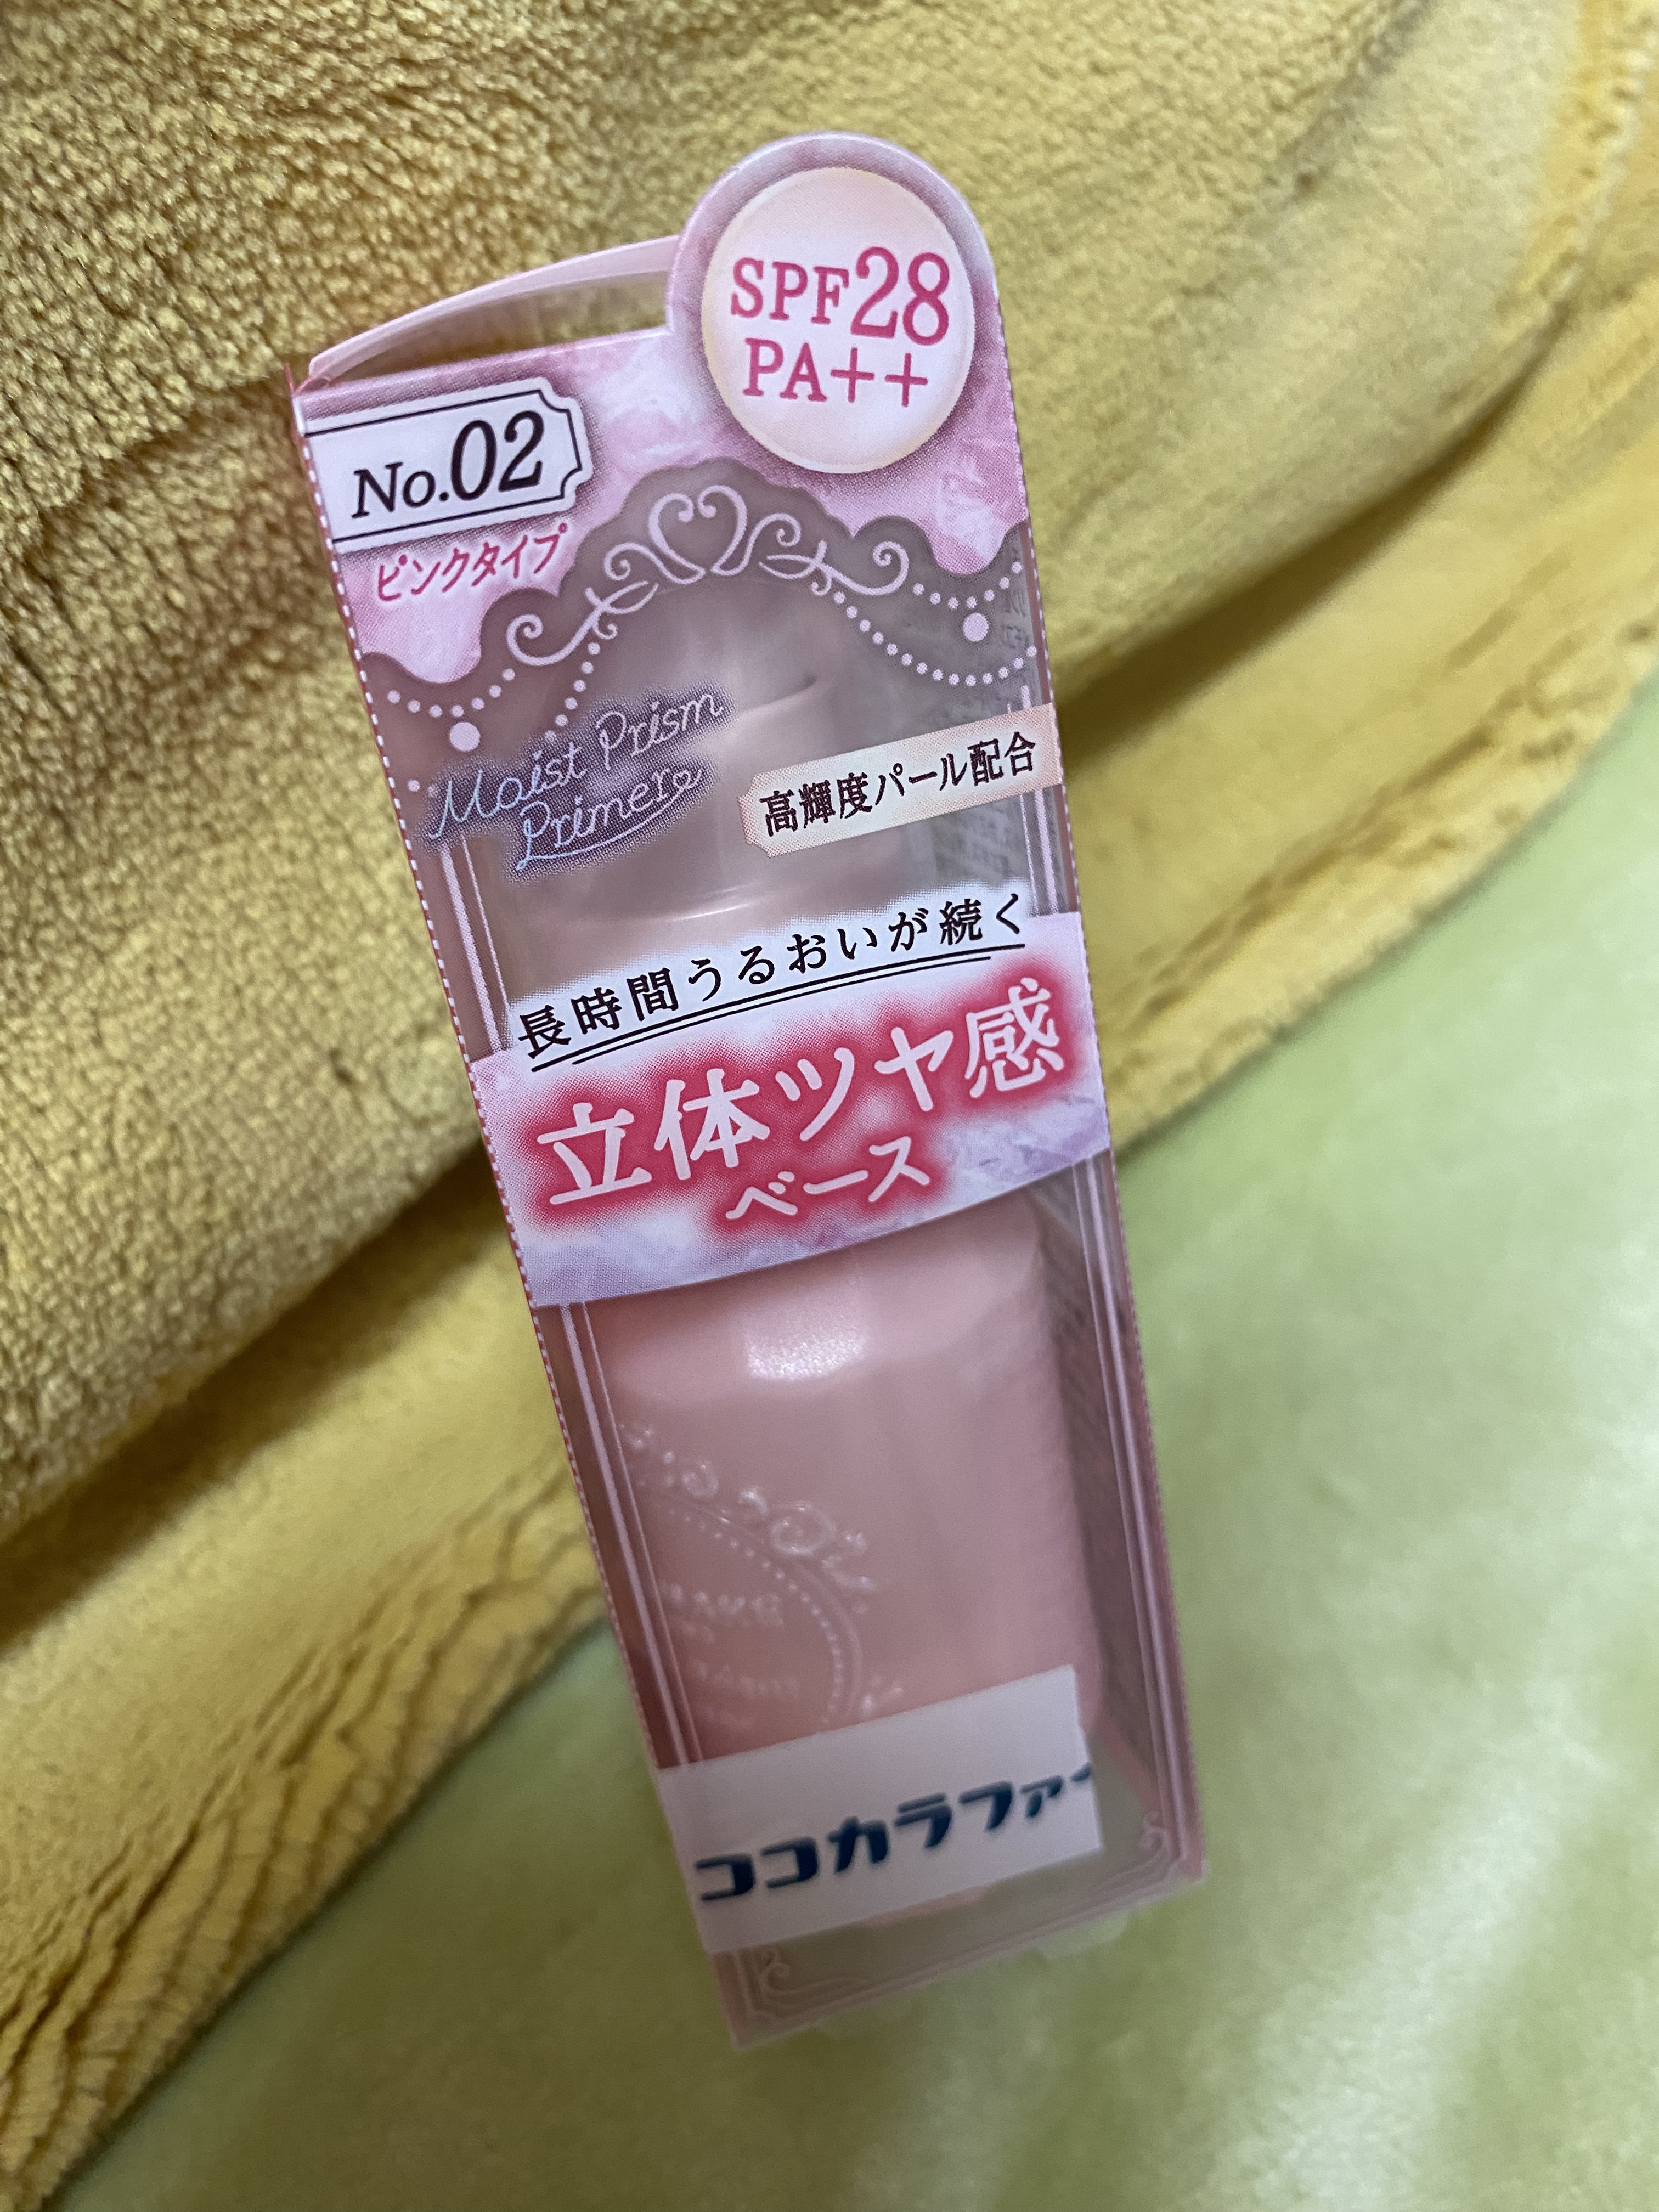 SPF28
PA++
No.02
ピンクタイプ
Moist Prism
Primer
高輝度パール配合
長時間うるおいが続く
立体ツヤ感
ベース
ココカラファイ